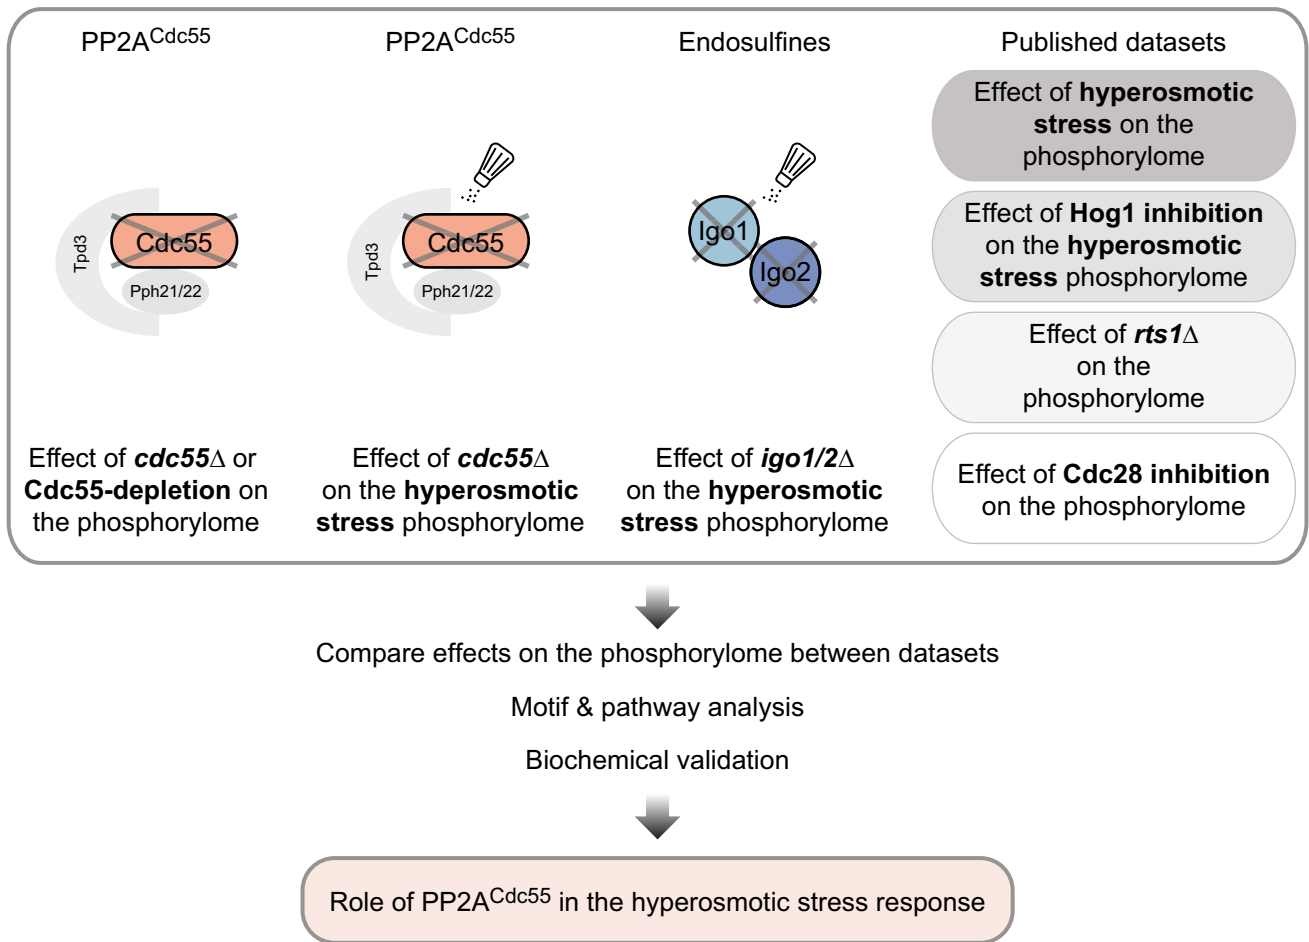 PP2ACdc55
Tpd3
Cdc55
Pph21/22
Effect of cdc55Δ or
Cdc55-depletion on
the phosphorylome
PP2ACdc55
Tpd3
Cdc55
Pph21/22
Effect of cdc55Δ
on the hyperosmotic
stress phosphorylome
Endosulfines
Igo1
Igo2
Effect of igo1/2Δ
on the hyperosmotic
stress phosphorylome
Published datasets
Effect of hyperosmotic
stress on the
phosphorylome
Effect of Hog1 inhibition
on the hyperosmotic
stress phosphorylome
Effect of rts1Δ
on the
phosphorylome
Effect of Cdc28 inhibition
on the phosphorylome
Compare effects on the phosphorylome between datasets
Motif & pathway analysis
Biochemical validation
Role of PP2ACdc55 in the hyperosmotic stress response